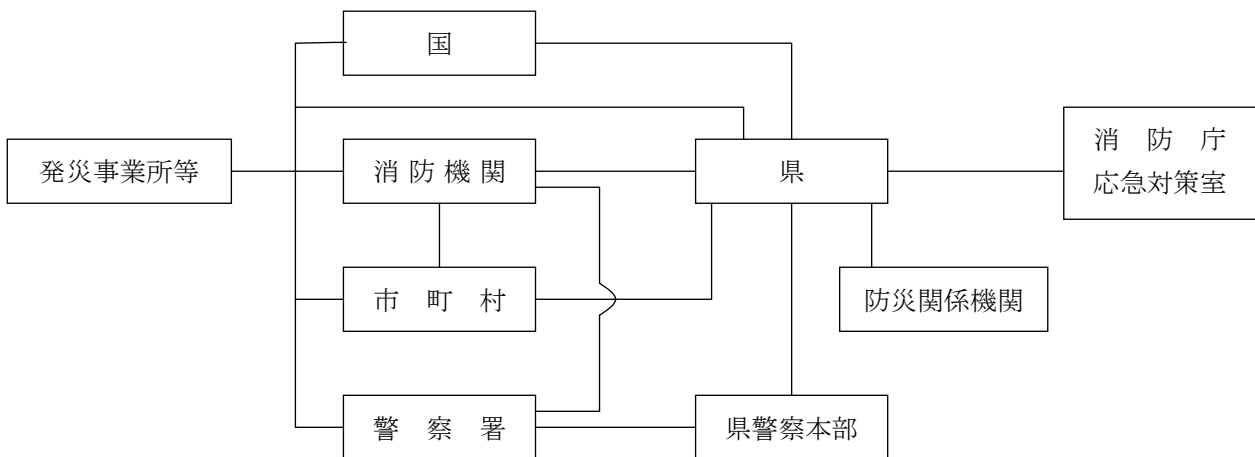 国
発災事業所等
消防機関
県
消防庁
応急対策室
市町村
防災関係機関
警察署
県警察本部